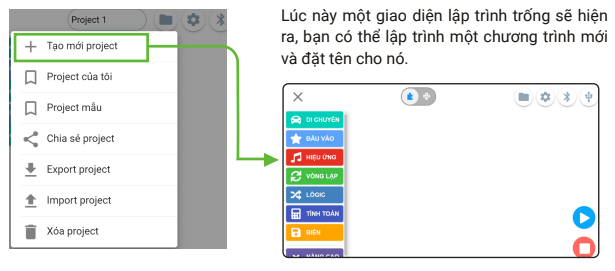 Project 1
Tạo mới project
Project của tôi
Project mẫu
Chia sẻ project
Export project
Import project
Xóa project
Lúc này một giao diện lập trình trống sẽ hiện
ra, bạn có thể lập trình một chương trình mới
và đặt tên cho nó.
DI CHUYỂN
ĐẦU VÀO
HIỆU ỨNG
VÒNG LẶP
LÔGIC
TÍNH TOÁN
BIẾN
NÂNG CAO